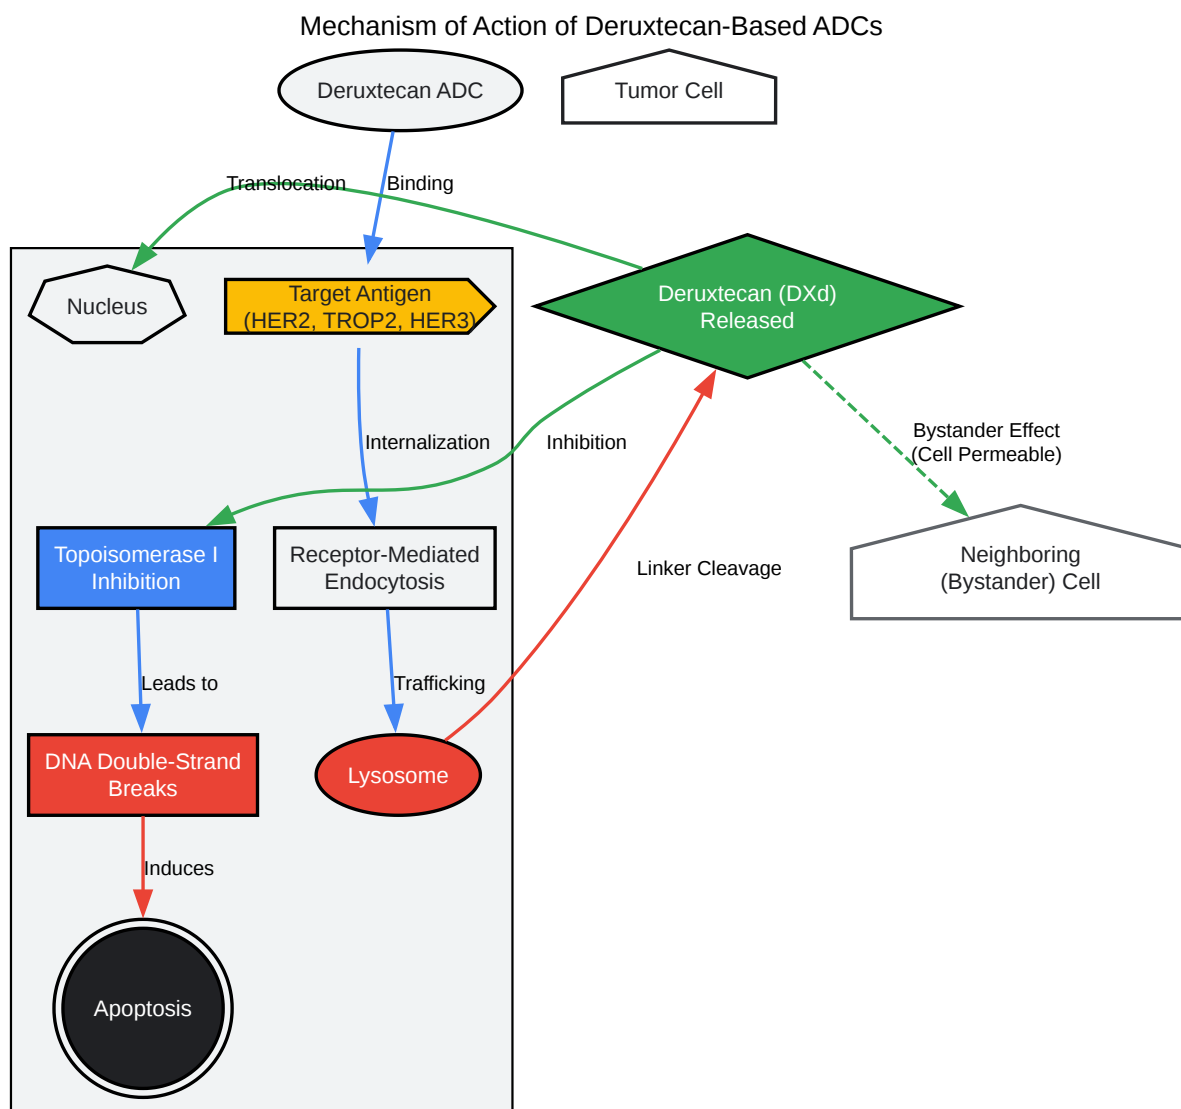 Mechanism of Action of Deruxtecan-Based ADCs
Deruxtecan ADC
Tumor Cell
Translocation
Binding
Nucleus
Target Antigen
(HER2, TROP2, HER3)
Deruxtecan (DXd)
Released
Internalization
Inhibition
Bystander Effect
(Cell Permeable)
Topoisomerase I
Inhibition
Receptor-Mediated
Endocytosis
Linker Cleavage
Neighboring
(Bystander) Cell
Leads to
Trafficking
DNA Double-Strand
Breaks
Lysosome
Induces
Apoptosis